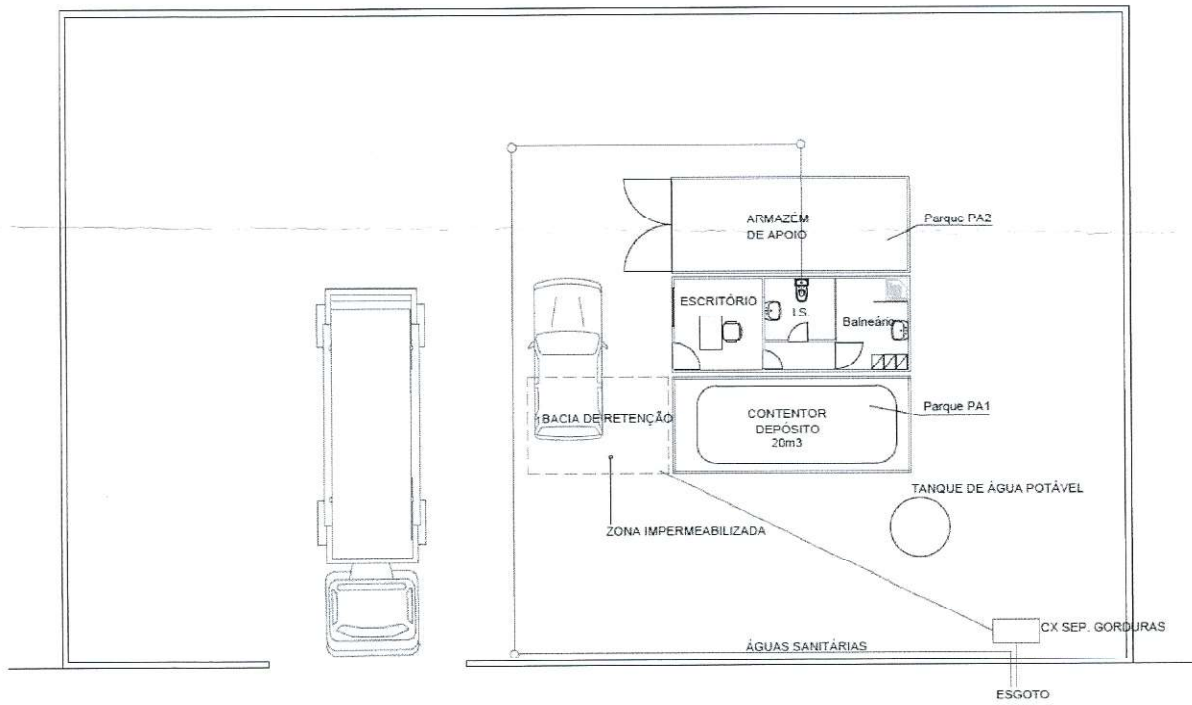 ARMAZÉM
DE APOIO
Parque PA2
ESCRITÓRIO
I.S.
Balneário
BACIA DE RETENÇÃO
CONTENTOR
DEPÓSITO
20m3
Parque PA1
TANQUE DE ÁGUA POTÁVEL
ZONA IMPERMEABILIZADA
CX SEP. GORDURAS
ÁGUAS SANITÁRIAS
ESGOTO